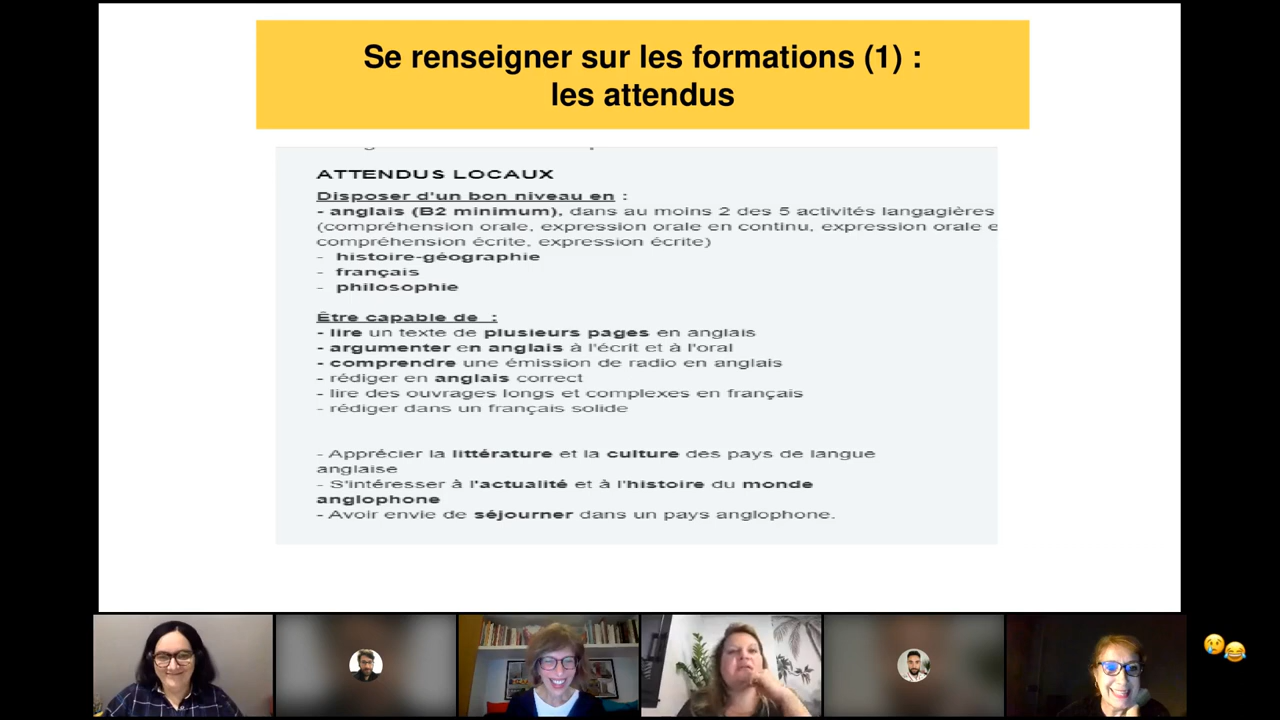 Se renseigner sur les formations (1) :
les attendus
ATTENDUS LOCAUX
Disposer d'un bon niveau en :
- anglais (B2 minimum), dans au moins 2 des 5 activités langagières
(compréhension orale, expression orale en continu, expression orale e
compréhension écrite, expression écrite)
- histoire-géographie
- français
- philosophie
Être capable de :
- lire un texte de plusieurs pages en anglais
- argumenter en anglais à l'écrit et à l'oral
- comprendre une émission de radio en anglais
- rédiger en anglais correct
- lire des ouvrages longs et complexes en français
- rédiger dans un français solide
- Apprécier la littérature et la culture des pays de langue
anglaise
- S'intéresser à l'actualité et à l'histoire du monde
anglophone
- Avoir envie de séjourner dans un pays anglophone.